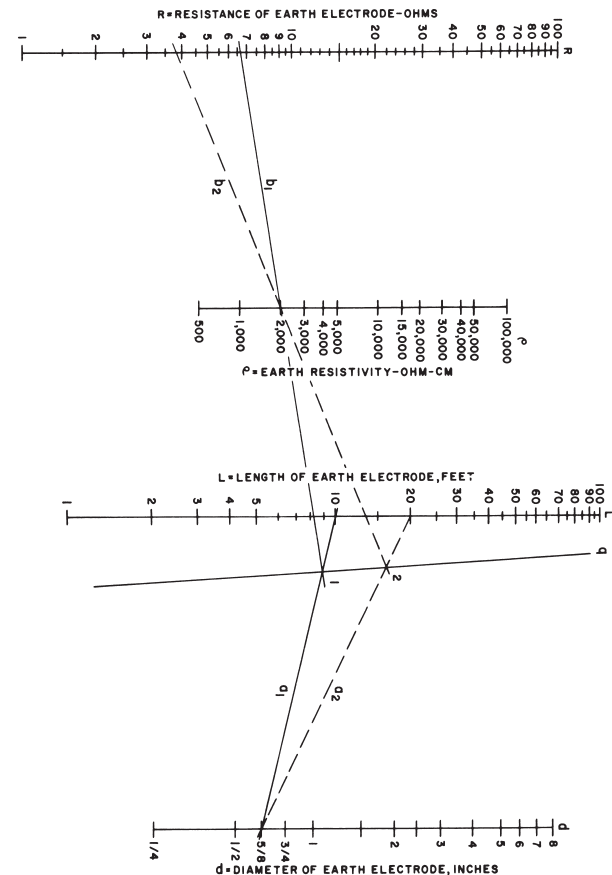 R=RESISTANCE OF EARTH ELECTRODE-OHMS
1 2 3 4 5 6 7 8 9 10 20 30 40 50 60 70 80 90 100
R
b2
b1
500 1,000 2,000 3,000 4,000 5,000 10,000 15,000 20,000 30,000 40,000 50,000 100,000
ρ
ρ=EARTH RESISTIVITY-OHM-CM
L=LENGTH OF EARTH ELECTRODE, FEET
1 2 3 4 5 10 20 30 40 50 60 70 80 90 100
L
q
1
2
a1
a2
d
1/4 1/2 5/8 3/4 1 2 3 4 5 6 7 8
d=DIAMETER OF EARTH ELECTRODE, INCHES